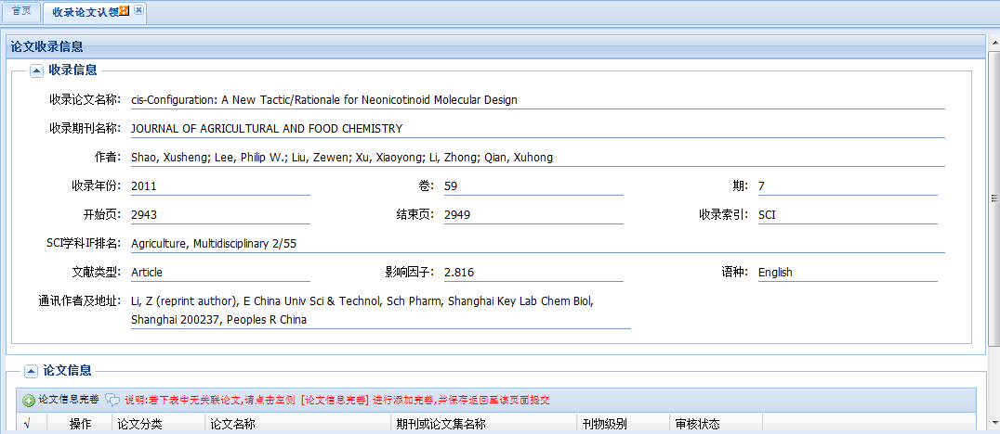 首页 收录论文认领
论文收录信息
收录信息
收录论文名称: cis-Configuration: A New Tactic/Rationale for Neonicotinoid Molecular Design
收录期刊名称: JOURNAL OF AGRICULTURAL AND FOOD CHEMISTRY
作者: Shao, Xusheng; Lee, Philip W.; Liu, Zewen; Xu, Xiaoyong; Li, Zhong; Qian, Xuhong
收录年份: 2011 卷: 59 期: 7
开始页: 2943 结束页: 2949 收录索引: SCI
SCI学科IF排名: Agriculture, Multidisciplinary 2/55
文献类型: Article 影响因子: 2.816 语种: English
通讯作者及地址: Li, Z (reprint author), E China Univ Sci & Technol, Sch Pharm, Shanghai Key Lab Chem Biol,
Shanghai 200237, Peoples R China
论文信息
论文信息完善 说明:若下表中无关联论文,请点击左侧 [论文信息完善] 进行添加完善,并保存返回至该页面提交
√ 操作 论文分类 论文名称 期刊或论文集名称 刊物级别 审核状态